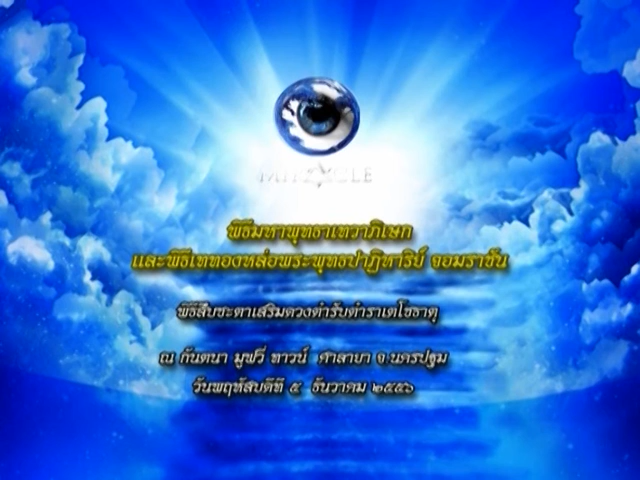 MIRACLE
พิธีมหาพุทธาเทวาภิเษก
และพิธีเททองหล่อพระพุทธปาฏิหาริย์ จอมราชัน
พิธีสืบชะตาเสริมดวงตำรับตำราเตโชธาตุ
ณ กันตนา มูฟวี่ ทาวน์ ศาลายา จ.นครปฐม
วันพฤหัสบดีที่ ๕ ธันวาคม ๒๕๕๖